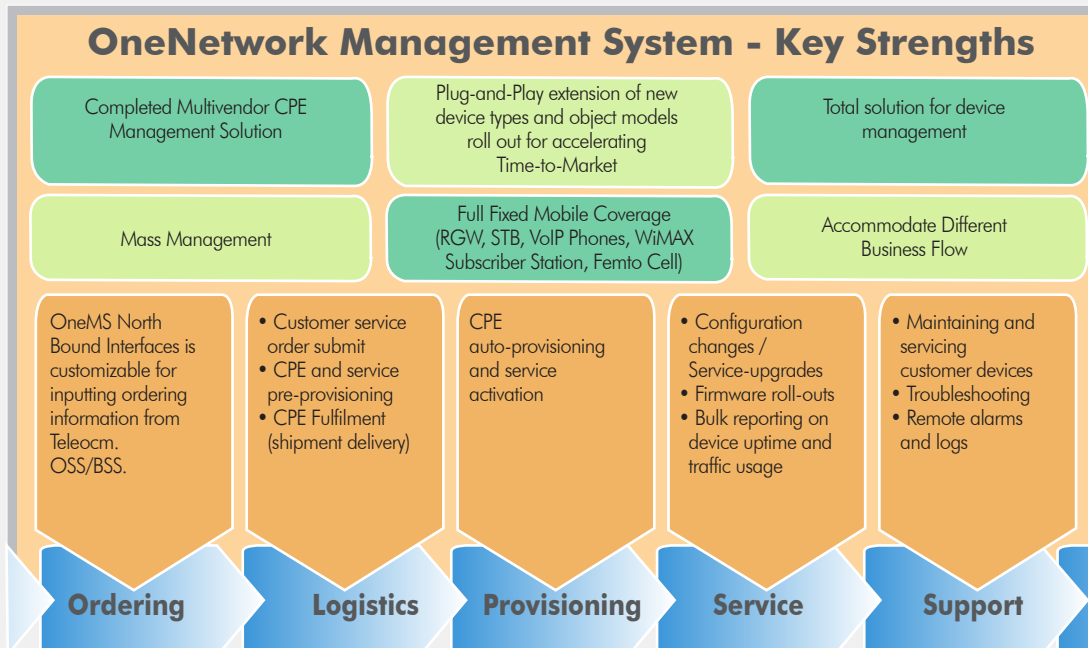 OneNetwork Management System - Key Strengths
Completed Multivendor CPE
Management Solution
Plug-and-Play extension of new
device types and object models
roll out for accelerating
Time-to-Market
Total solution for device
management
Mass Management
Full Fixed Mobile Coverage
(RGW, STB, VoIP Phones, WiMAX
Subscriber Station, Femto Cell)
Accommodate Different
Business Flow
OneMS North
Bound Interfaces is
customizable for
inputting ordering
information from
Teleocm.
OSS/BSS.
• Customer service
order submit
• CPE and service
pre-provisioning
• CPE Fulfilment
(shipment delivery)
CPE
auto-provisioning
and service
activation
• Configuration
changes /
Service-upgrades
• Firmware roll-outs
• Bulk reporting on
device uptime and
traffic usage
• Maintaining and
servicing
customer devices
• Troubleshooting
• Remote alarms
and logs
Ordering
Logistics
Provisioning
Service
Support